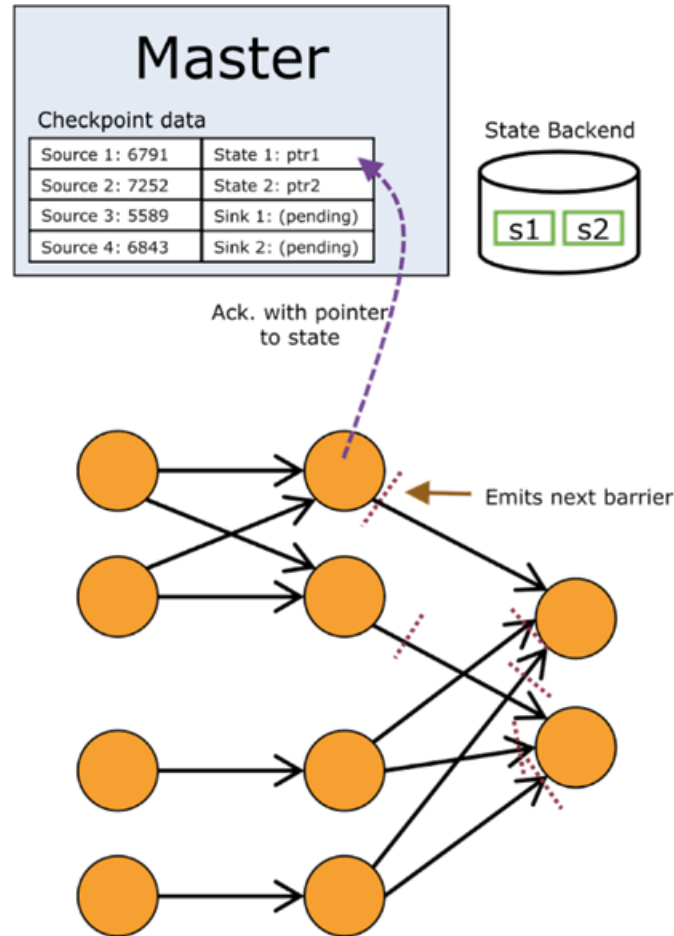 Master
Checkpoint data
Source 1: 6791 State 1: ptr1
Source 2: 7252 State 2: ptr2
Source 3: 5589 Sink 1: (pending)
Source 4: 6843 Sink 2: (pending)
State Backend
s1 s2
Ack. with pointer
to state
Emits next barrier